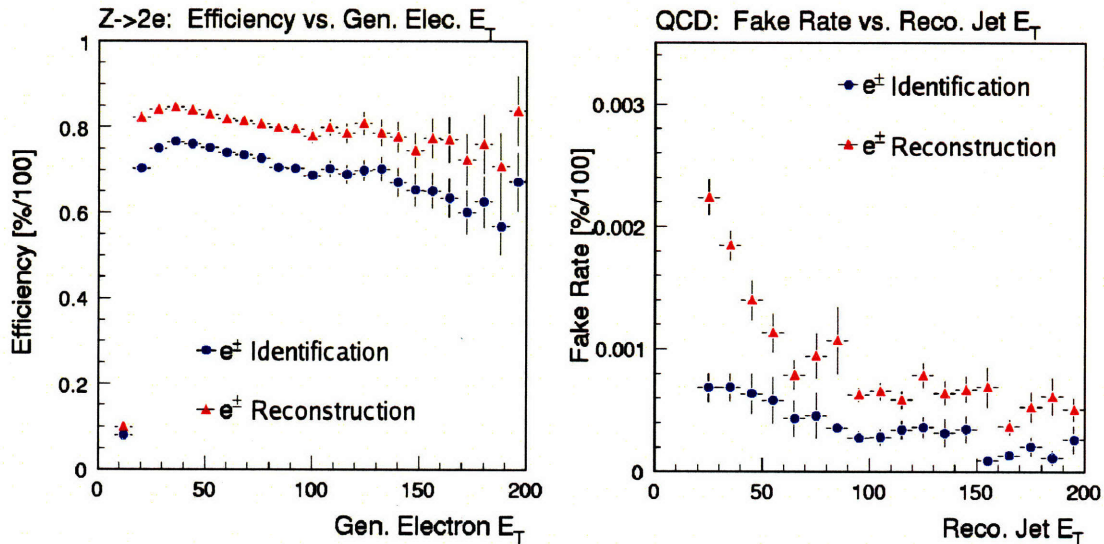 Z->2e: Efficiency vs. Gen. Elec. E_T
Efficiency [%/100]
1
0.8
0.6
0.4
0.2
0
e± Identification
e± Reconstruction
0 50 100 150 200
Gen. Electron E_T
QCD: Fake Rate vs. Reco. Jet E_T
Fake Rate [%/100]
0.003
0.002
0.001
0
e± Identification
e± Reconstruction
0 50 100 150 200
Reco. Jet E_T